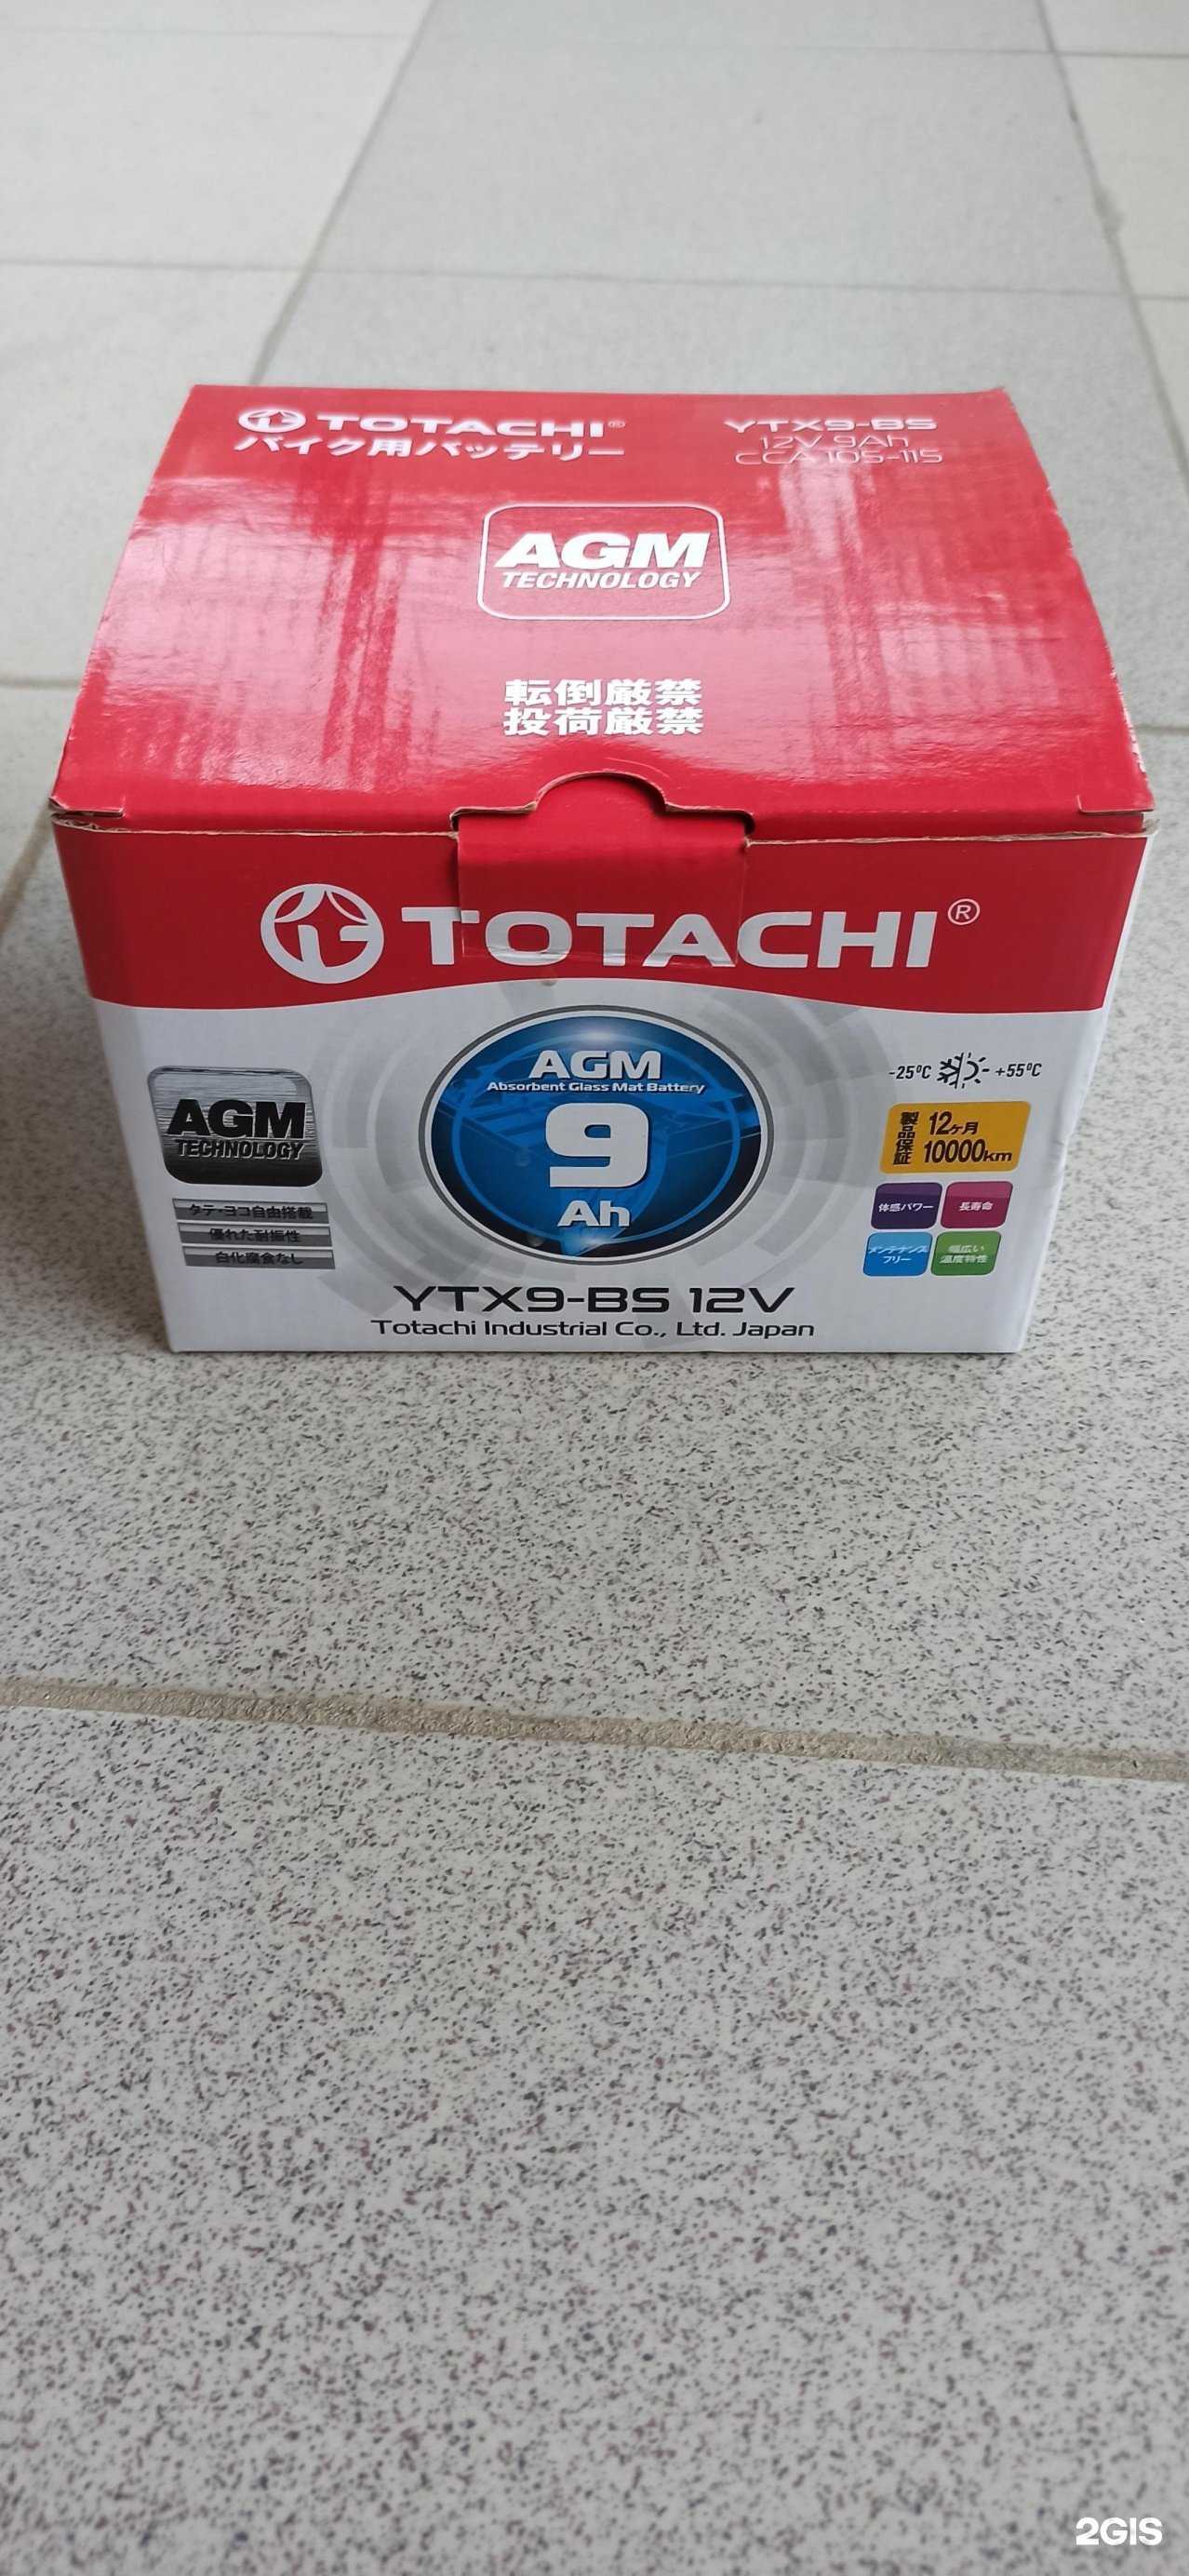 TOTACHI®
バイク用バッテリー
YTX9-BS
12V 9Ah
CCA 105-115
AGM
TECHNOLOGY
転倒厳禁
投荷厳禁
TOTACHI®
AGM
Absorbent Glass Mat Battery
9
Ah
AGM
TECHNOLOGY
タテ・ヨコ自由搭載
優れた耐振性
白化腐食なし
-25ºC +55ºC
製品保証 12ヶ月
10000km
体感パワー
長寿命
メンテナンス
フリー
幅広い
温度特性
YTX9-BS 12V
Totachi Industrial Co., Ltd. Japan
2GIS